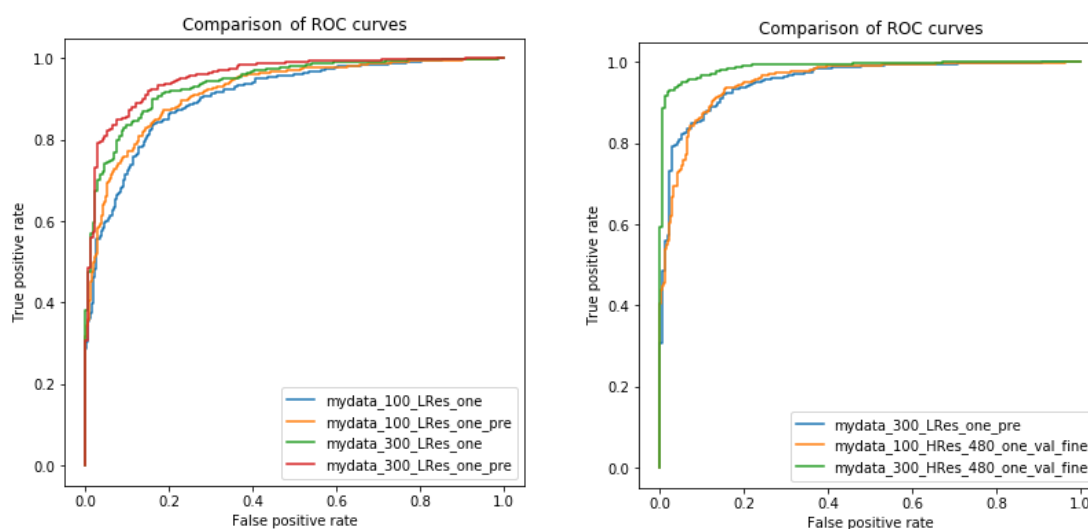 Comparison of ROC curves
True positive rate
1.0
0.8
0.6
0.4
0.2
0.0
mydata_100_LRes_one
mydata_100_LRes_one_pre
mydata_300_LRes_one
mydata_300_LRes_one_pre
0.0 0.2 0.4 0.6 0.8 1.0
False positive rate
Comparison of ROC curves
True positive rate
1.0
0.8
0.6
0.4
0.2
0.0
mydata_300_LRes_one_pre
mydata_100_HRes_480_one_val_fine
mydata_300_HRes_480_one_val_fine
0.0 0.2 0.4 0.6 0.8 1.0
False positive rate